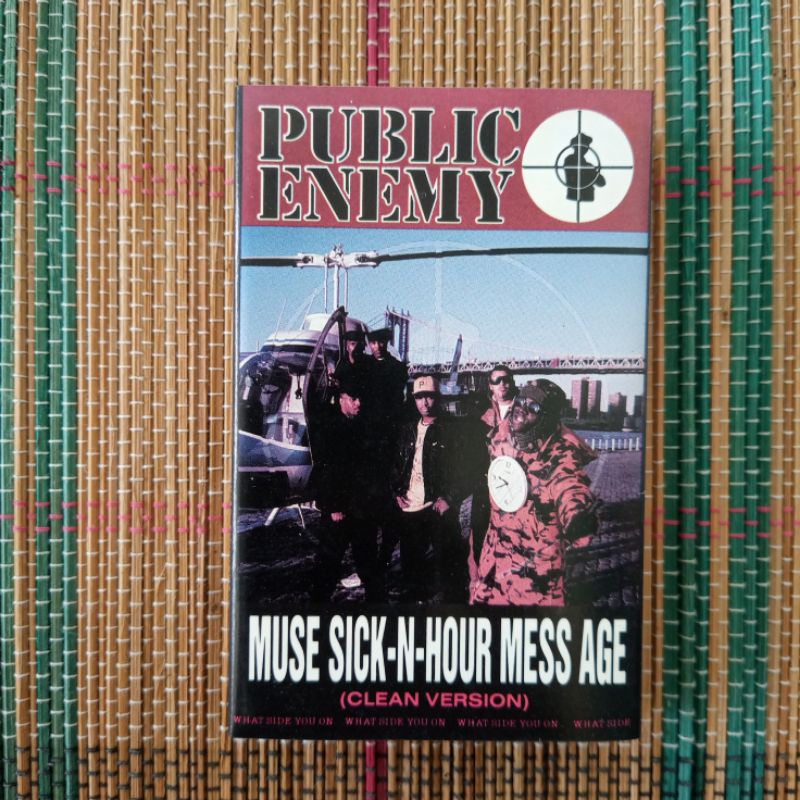 PUBLIC
ENEMY
MUSE SICK-N-HOUR MESS AGE
(CLEAN VERSION)
WHAT SIDE YOU ON WHAT SIDE YOU ON WHAT SIDE YOU ON.. WHAT SIDE